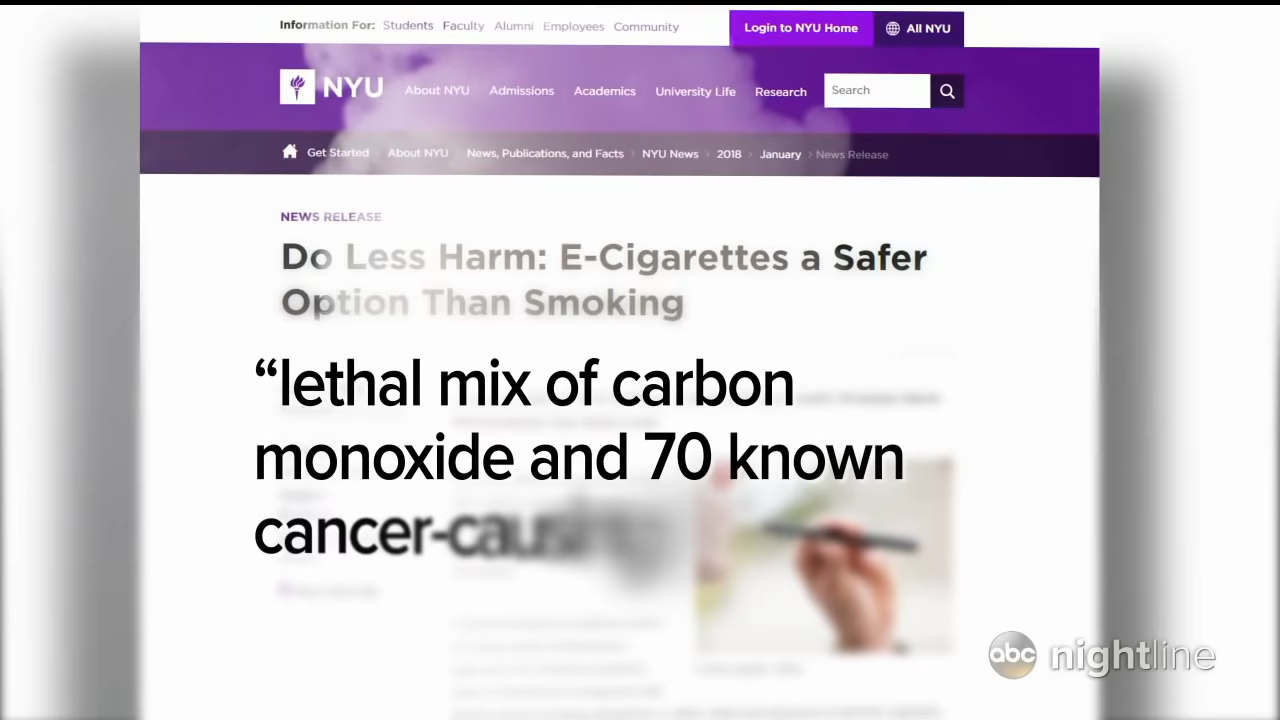 Information For: Students Faculty Alumni Employees Community
Login to NYU Home All NYU
NYU About NYU Admissions Academics University Life Research Search
Get Started About NYU > News, Publications, and Facts > NYU News > 2018 > January > News Release
NEWS RELEASE
Do Less Harm: E-Cigarettes a Safer
Option Than Smoking
“lethal mix of carbon
monoxide and 70 known
cancer-causing
abc nightline